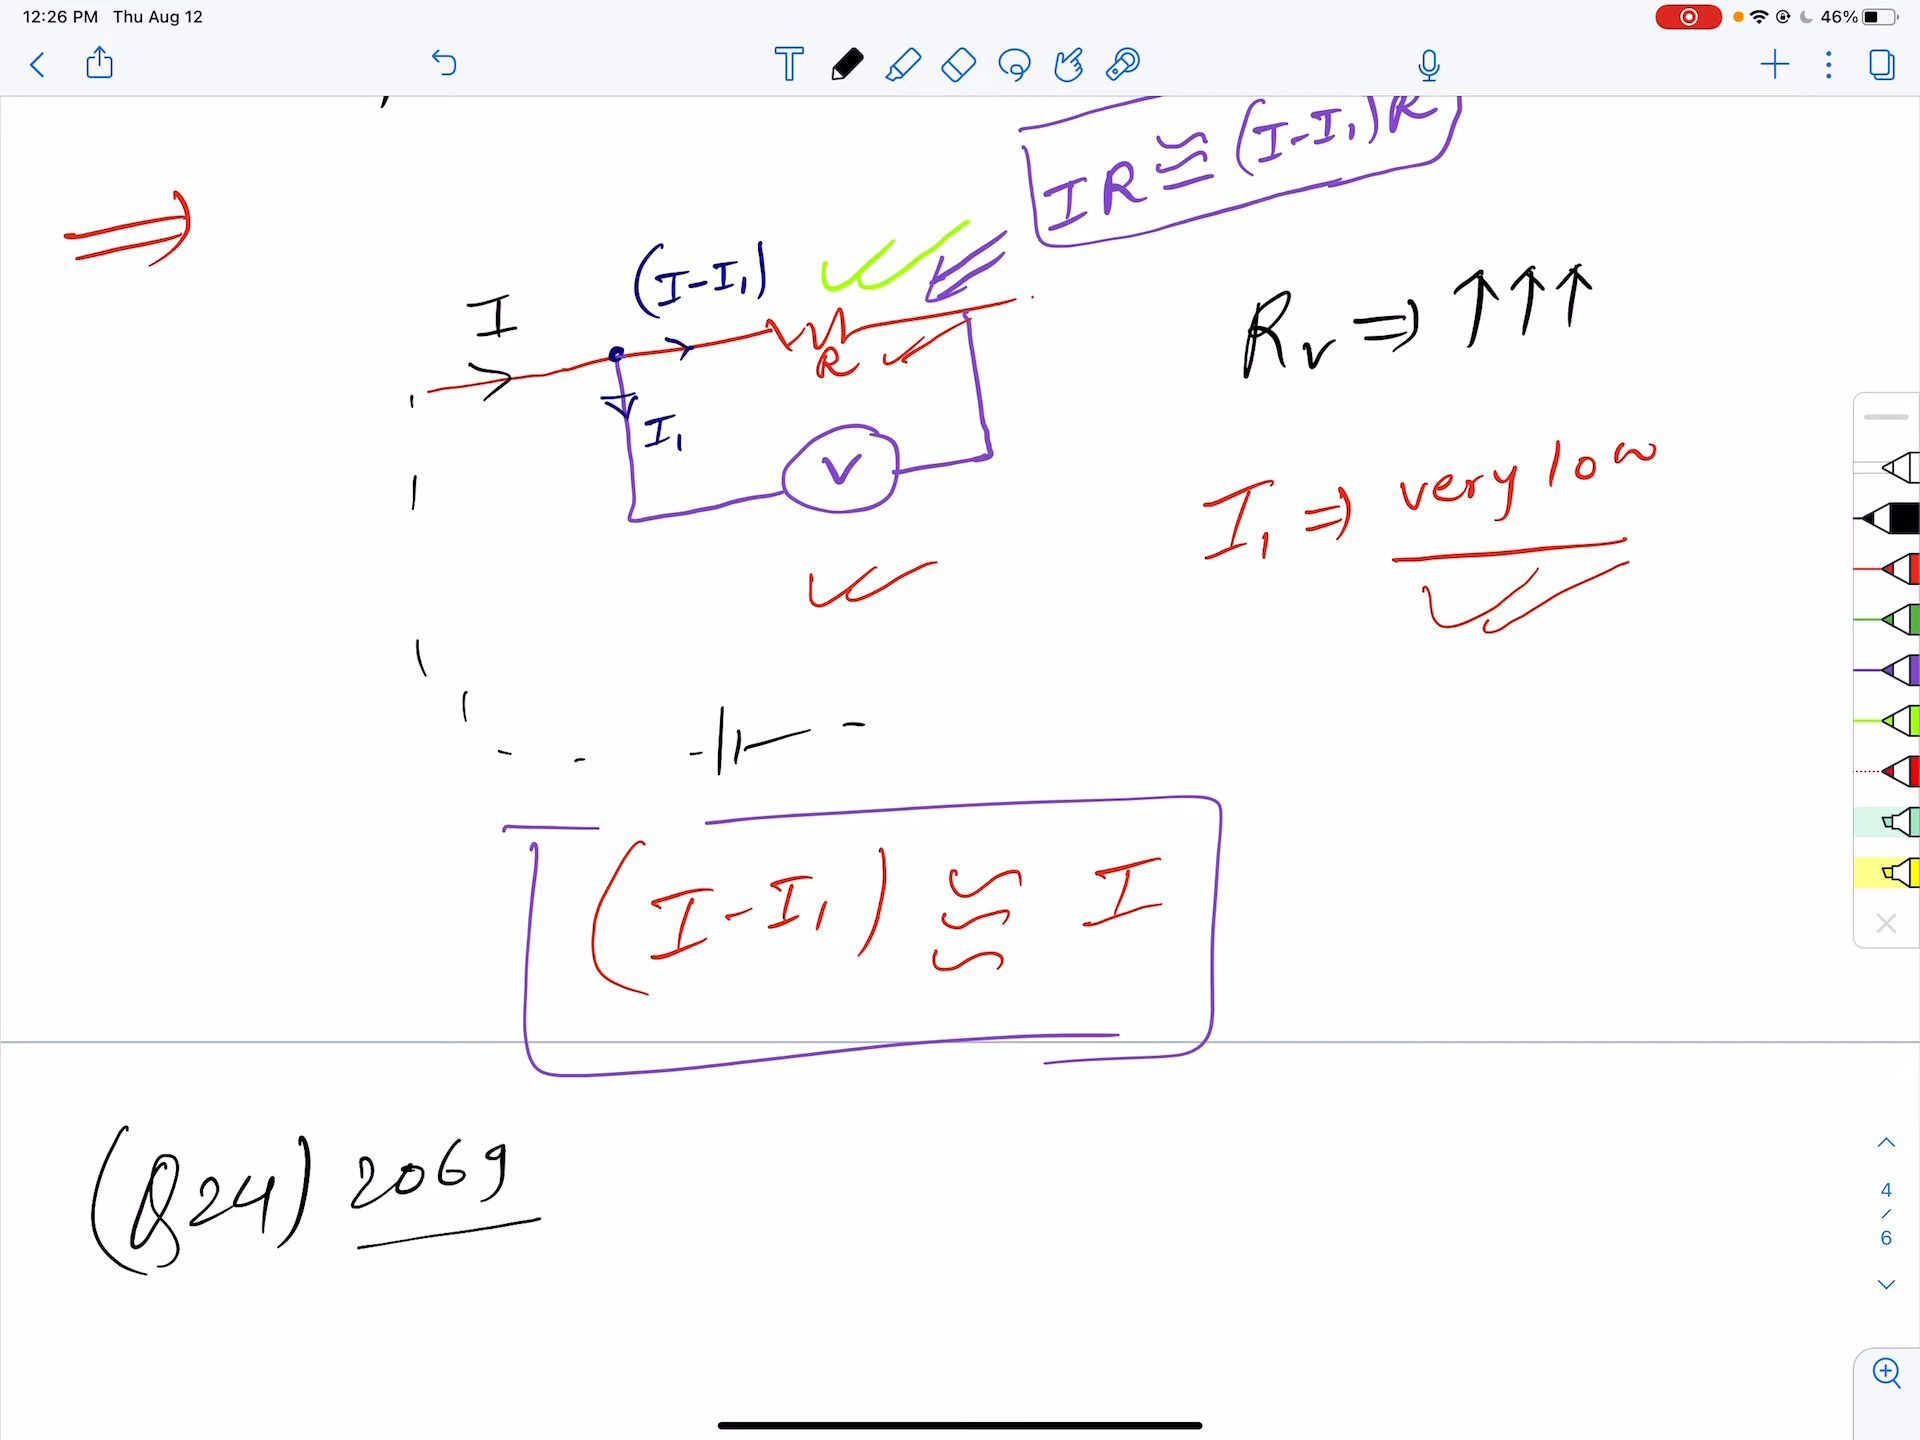 12:26 PM Thu Aug 12
46%
T
IR ≅ (I-I₁)R
(I-I₁)
I
R
R_v ⇒ ↑↑↑
I₁
V
I₁ ⇒ very low
(I-I₁) ≋ I
(Q24) 2069
4
/
6